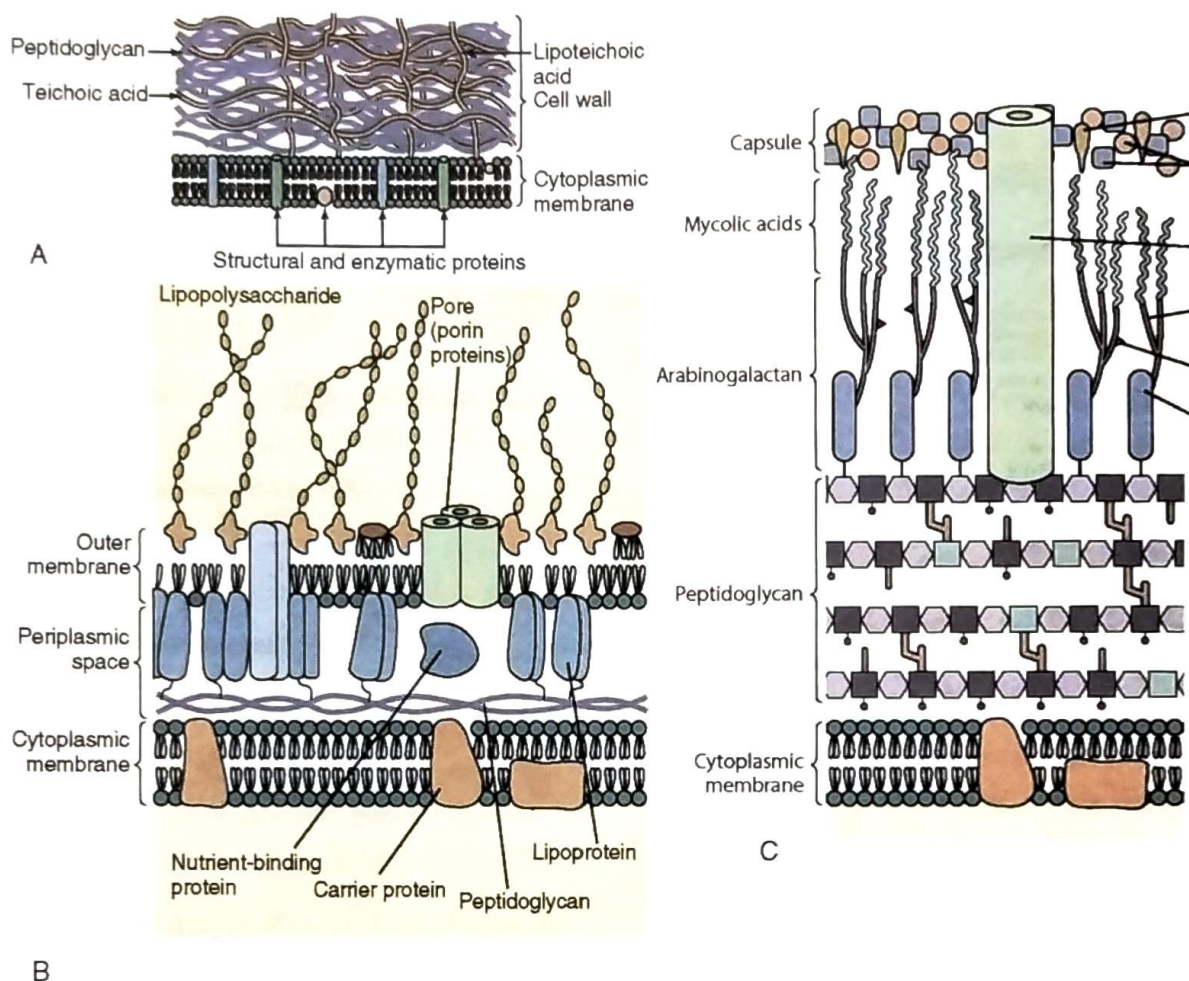 Peptidoglycan
Teichoic acid
Lipoteichoic
acid
Cell wall
Cytoplasmic
membrane
A
Structural and enzymatic proteins
Lipopolysaccharide
Pore
(porin
proteins)
Outer
membrane
Periplasmic
space
Cytoplasmic
membrane
Nutrient-binding
protein
Carrier protein
Peptidoglycan
Lipoprotein
B
Capsule
Mycolic acids
Arabinogalactan
Peptidoglycan
Cytoplasmic
membrane
C